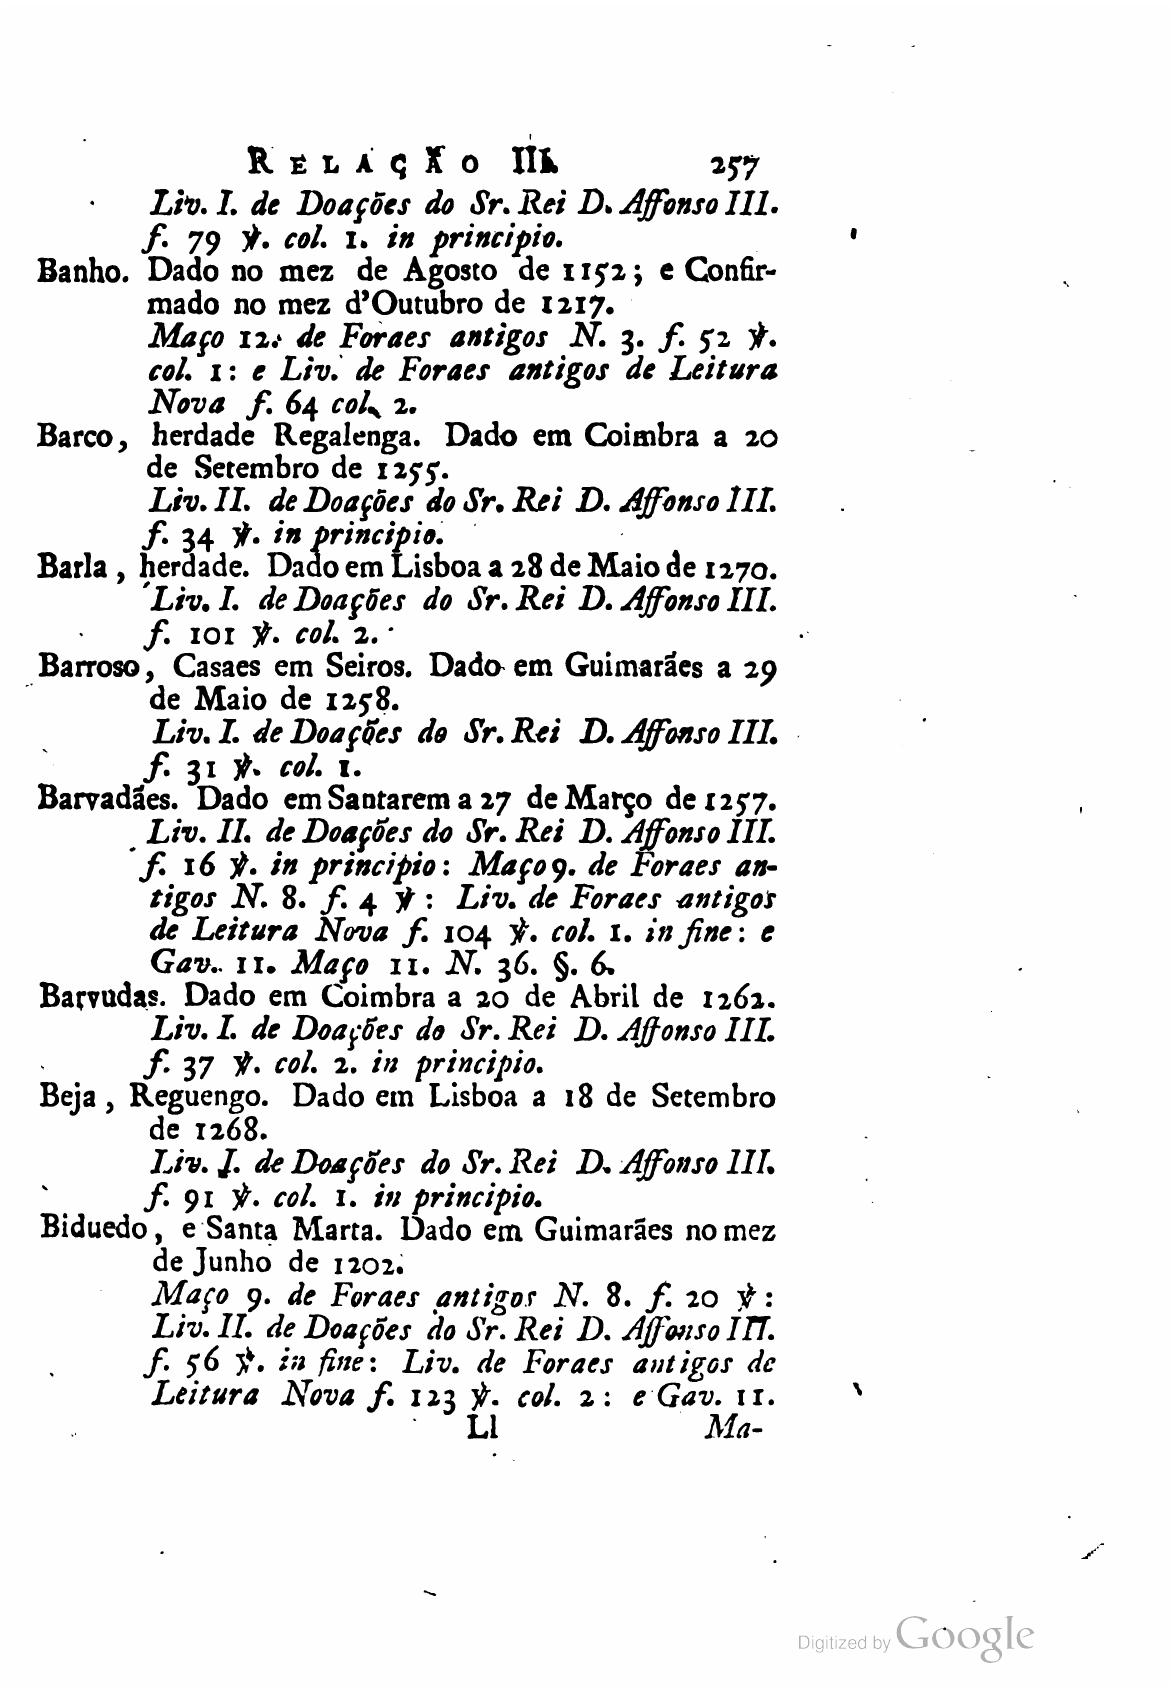 RELAÇÃO III. 257
Liv. I. de Doações do Sr. Rei D. Affonso III.
f. 79 ℣. col. 1. in principio.
Banho. Dado no mez de Agosto de 1152; e Confir-
mado no mez d'Outubro de 1217.
Maço 12. de Foraes antigos N. 3. f. 52 ℣.
col. 1: e Liv. de Foraes antigos de Leitura
Nova f. 64 col. 2.
Barco, herdade Regalenga. Dado em Coimbra a 20
de Setembro de 1255.
Liv. II. de Doações do Sr. Rei D. Affonso III.
f. 34 ℣. in principio.
Barla, herdade. Dado em Lisboa a 28 de Maio de 1270.
Liv. I. de Doações do Sr. Rei D. Affonso III.
f. 101 ℣. col. 2.
Barroso, Casaes em Seiros. Dado em Guimarães a 29
de Maio de 1258.
Liv. I. de Doações do Sr. Rei D. Affonso III.
f. 31 ℣. col. 1.
Barvadães. Dado em Santarem a 27 de Março de 1257.
Liv. II. de Doações do Sr. Rei D. Affonso III.
f. 16 ℣. in principio: Maço 9. de Foraes an-
tigos N. 8. f. 4 ℣: Liv. de Foraes antigos
de Leitura Nova f. 104 ℣. col. 1. in fine: e
Gav. 11. Maço 11. N. 36. §. 6.
Barvudas. Dado em Coimbra a 20 de Abril de 1262.
Liv. I. de Doações do Sr. Rei D. Affonso III.
f. 37 ℣. col. 2. in principio.
Beja, Reguengo. Dado em Lisboa a 18 de Setembro
de 1268.
Liv. I. de Doações do Sr. Rei D. Affonso III.
f. 91 ℣. col. 1. in principio.
Biduedo, e Santa Marta. Dado em Guimarães no mez
de Junho de 1202.
Maço 9. de Foraes antigos N. 8. f. 20 ℣:
Liv. II. de Doações do Sr. Rei D. Affonso III.
f. 56 ℣. in fine: Liv. de Foraes antigos de
Leitura Nova f. 123 ℣. col. 2: e Gav. 11.
Ll Ma-
Digitized by Google